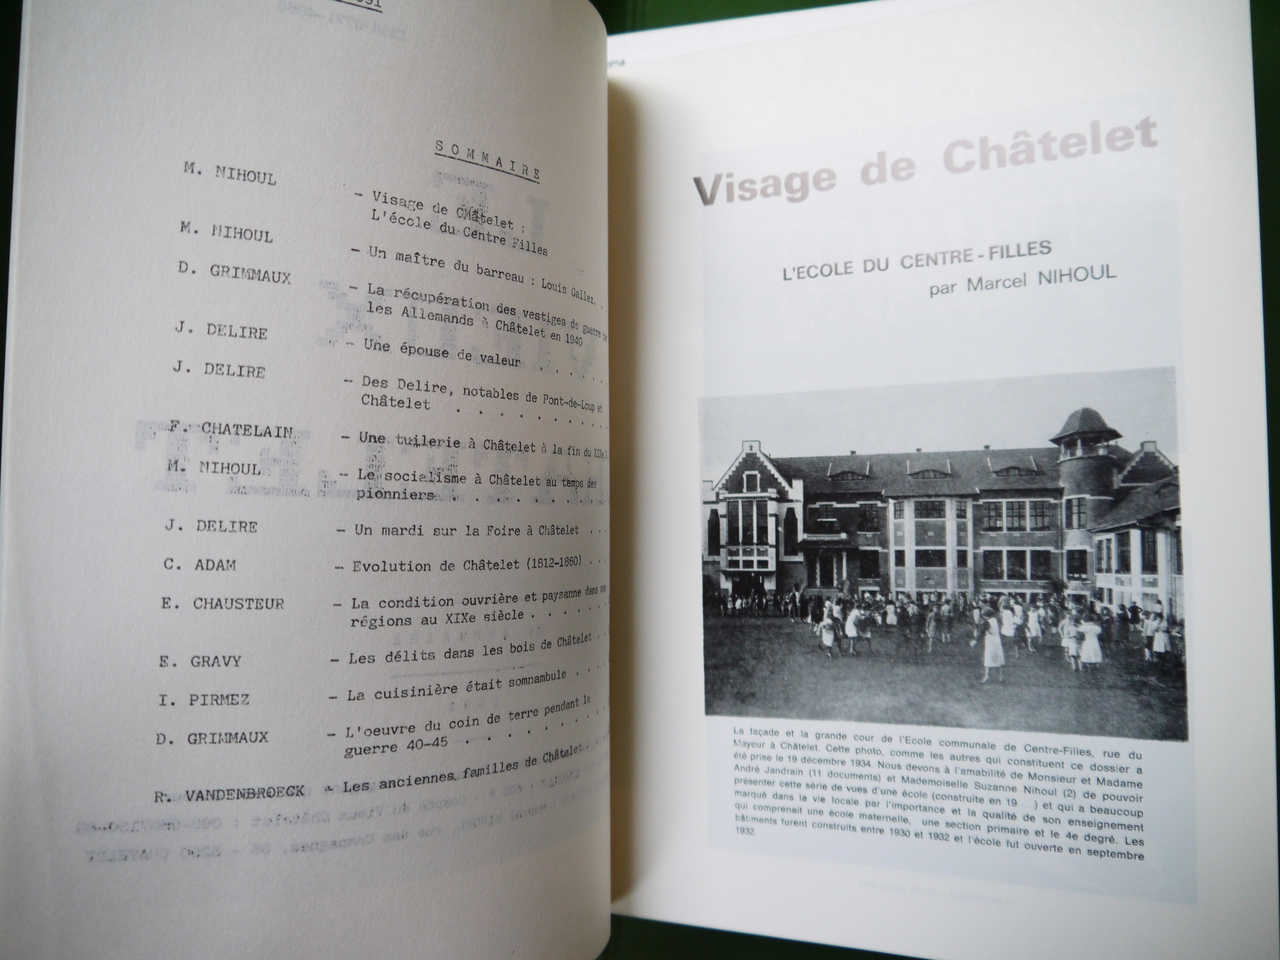 SOMMAIRE
M. NIHOUL - Visage de Châtelet :
L'école du Centre Filles
M. NIHOUL - Un maître du barreau : Louis Gallez. .
D. GRIMMAUX - La récupération des vestiges de guerre
les Allemands à Châtelet en 1940
J. DELIRE - Une épouse de valeur . . . . . .
J. DELIRE - Des Delire, notables de Pont-de-Loup et
Châtelet . . . . . . . . . .
F. CHATELAIN - Une tuilerie à Châtelet à la fin du
M. NIHOUL - Le socialisme à Châtelet au temps des
pionniers . . . . . . . . .
J. DELIRE - Un mardi sur la Foire à Châtelet . . .
C. ADAM - Evolution de Châtelet (1812-1860) . . .
E. CHAUSTEUR - La condition ouvrière et paysanne dans
régions au XIXe siècle . . . . . .
E. GRAVY - Les délits dans les bois de Châtelet . .
I. PIRMEZ - La cuisinière était somnambule . . .
D. GRIMMAUX - L'oeuvre du coin de terre pendant la
guerre 40-45 . . . . . . . . .
R. VANDENBROECK - Les anciennes familles de Châtelet . .
Visage de Châtelet
L'ECOLE DU CENTRE-FILLES
par Marcel NIHOUL
La façade et la grande cour de l'Ecole communale de Centre-Filles, rue du
Mayeur à Châtelet. Cette photo, comme les autres qui constituent ce dossier a
été prise le 19 décembre 1934. Nous devons à l'amabilité de Monsieur et Madame
André Jandrain (11 documents) et Mademoiselle Suzanne Nihoul (2) de pouvoir
présenter cette série de vues d'une école (construite en 19 ) et qui a beaucoup
marqué dans la vie locale par l'importance et la qualité de son enseignement
qui comprenait une école maternelle, une section primaire et le 4e degré. Les
bâtiments furent construits entre 1930 et 1932 et l'école fut ouverte en septembre
1932.